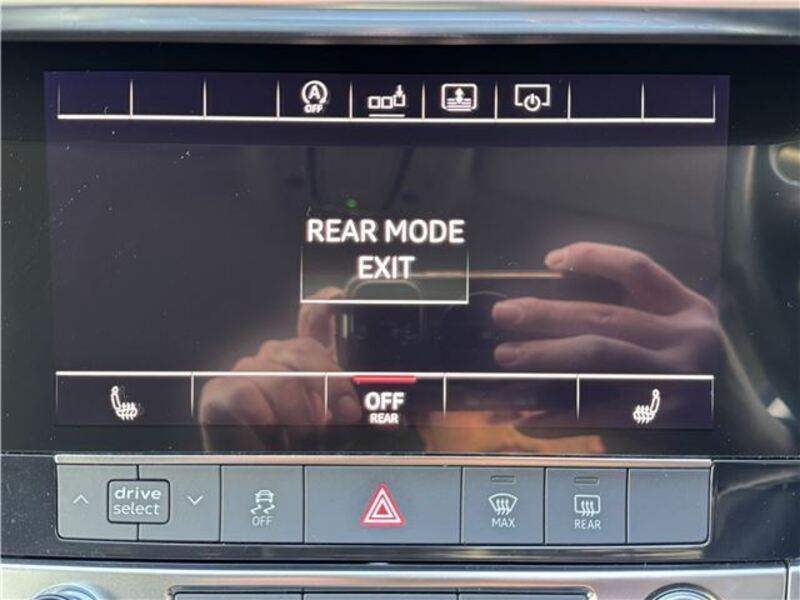 A
OFF
REAR MODE
EXIT
OFF
REAR
drive
select
OFF
MAX
REAR